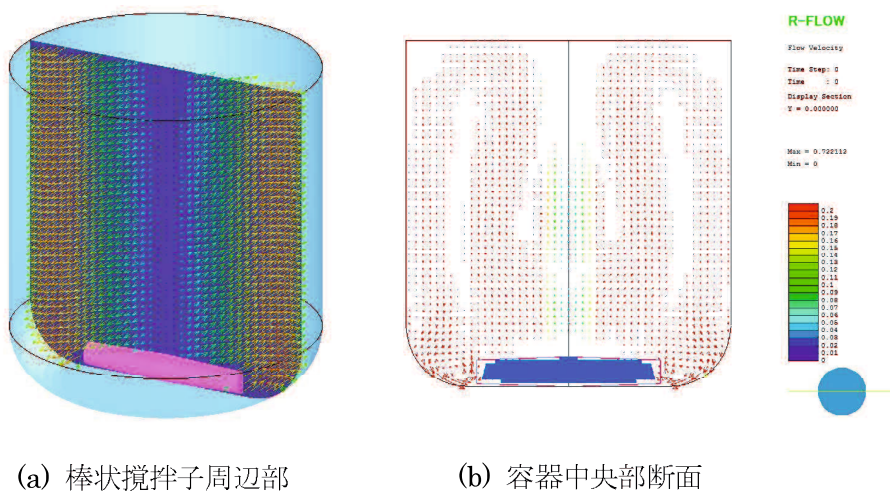 R-FLOW
Flow Velocity
Time Step: 0
Time : 0
Display Section
Y = 0.000000
Max = 0.722112
Min = 0
0.2
0.19
0.18
0.17
0.16
0.15
0.14
0.13
0.12
0.11
0.1
0.09
0.08
0.07
0.06
0.05
0.04
0.03
0.02
0.01
0
(a) 棒状撹拌子周辺部
(b) 容器中央部断面